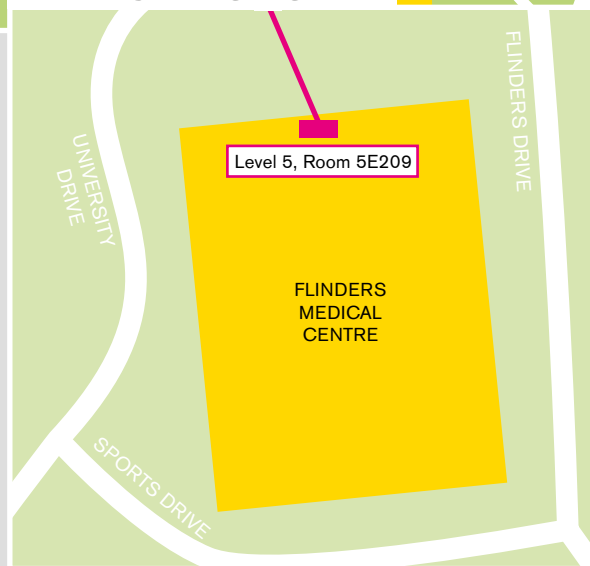 FLINDERS DRIVE
UNIVERSITY
DRIVE
Level 5, Room 5E209
FLINDERS
MEDICAL
CENTRE
SPORTS DRIVE